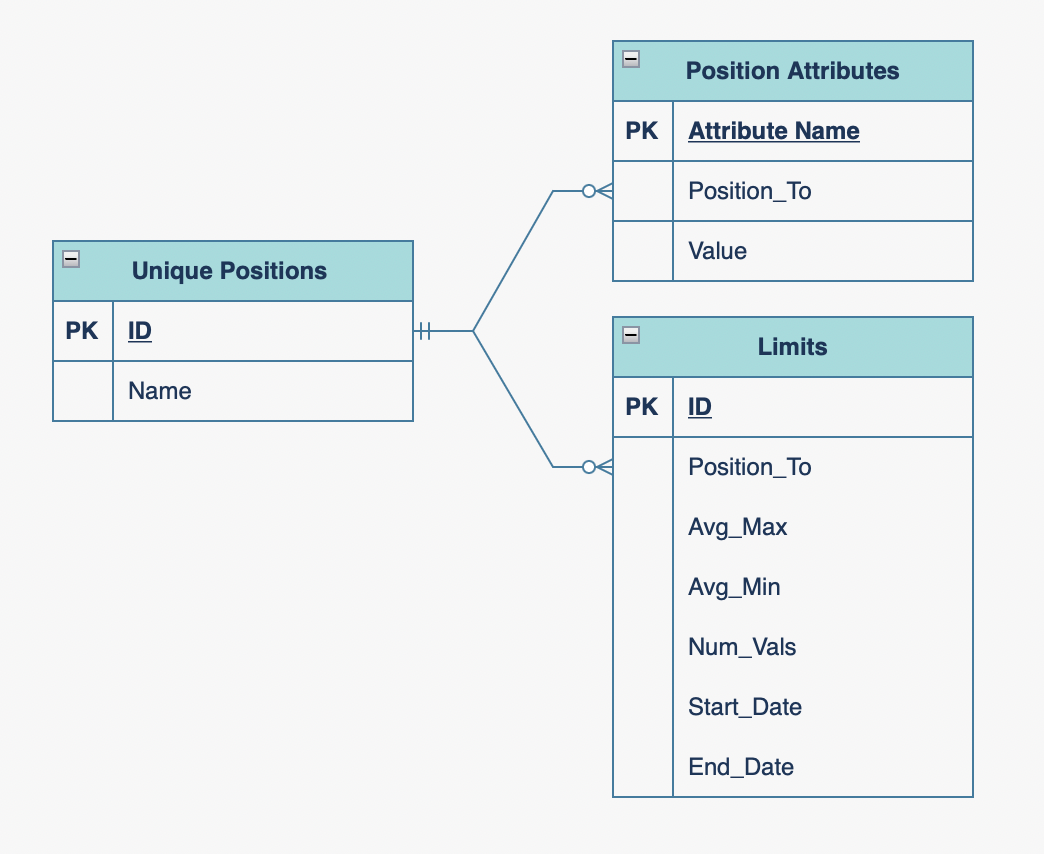 Unique Positions
PK ID
Name
Position Attributes
PK Attribute Name
Position_To
Value
Limits
PK ID
Position_To
Avg_Max
Avg_Min
Num_Vals
Start_Date
End_Date